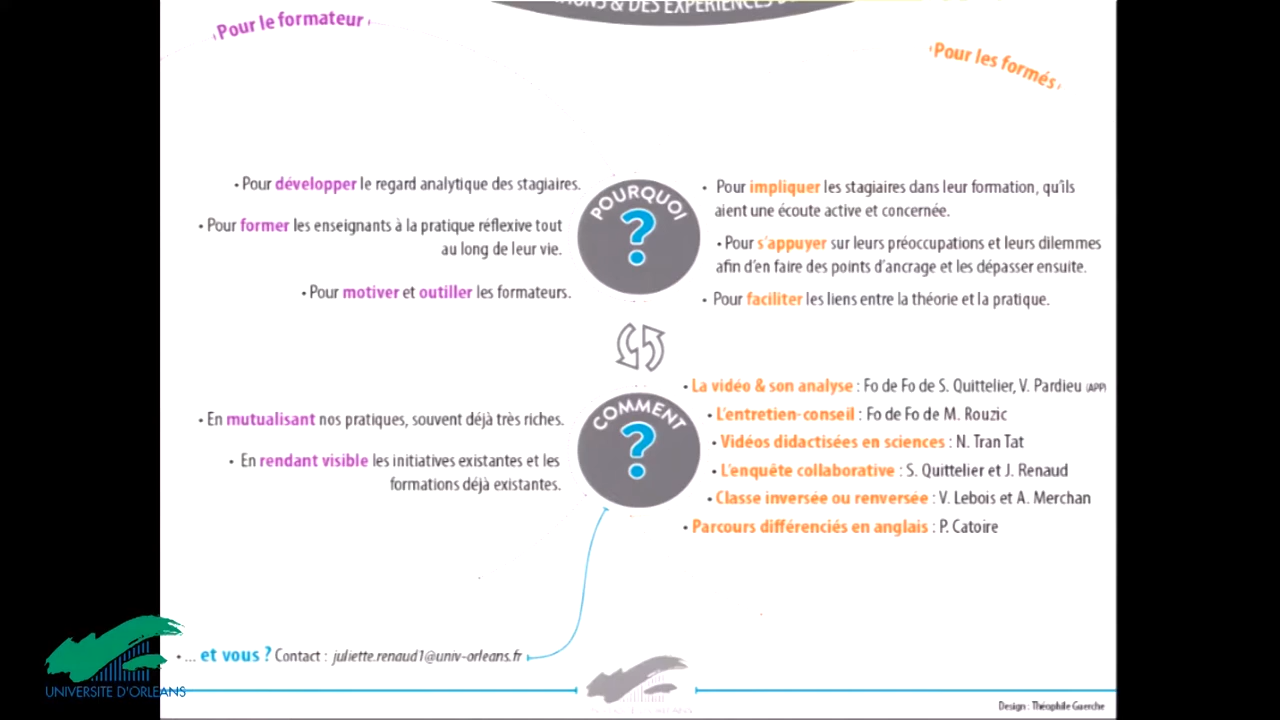 IONS & DES EXPÉRIENCES D
Pour le formateur
Pour les formés
• Pour développer le regard analytique des stagiaires.
• Pour former les enseignants à la pratique réflexive tout
au long de leur vie.
• Pour motiver et outiller les formateurs.
POURQUOI
?
• Pour impliquer les stagiaires dans leur formation, qu'ils
aient une écoute active et concernée.
• Pour s'appuyer sur leurs préoccupations et leurs dilemmes
afin d'en faire des points d'ancrage et les dépasser ensuite.
• Pour faciliter les liens entre la théorie et la pratique.
• En mutualisant nos pratiques, souvent déjà très riches.
• En rendant visible les initiatives existantes et les
formations déjà existantes.
COMMENT
?
• La vidéo & son analyse : Fo de Fo de S. Quittelier, V. Pardieu (APP)
• L'entretien-conseil : Fo de Fo de M. Rouzic
• Vidéos didactisées en sciences : N. Tran Tat
• L'enquête collaborative : S. Quittelier et J. Renaud
• Classe inversée ou renversée : V. Lebois et A. Merchan
• Parcours différenciés en anglais : P. Catoire
• ... et vous ? Contact : juliette.renaud1@univ-orleans.fr
UNIVERSITE D'ORLEANS
Design : Théophile Guerche